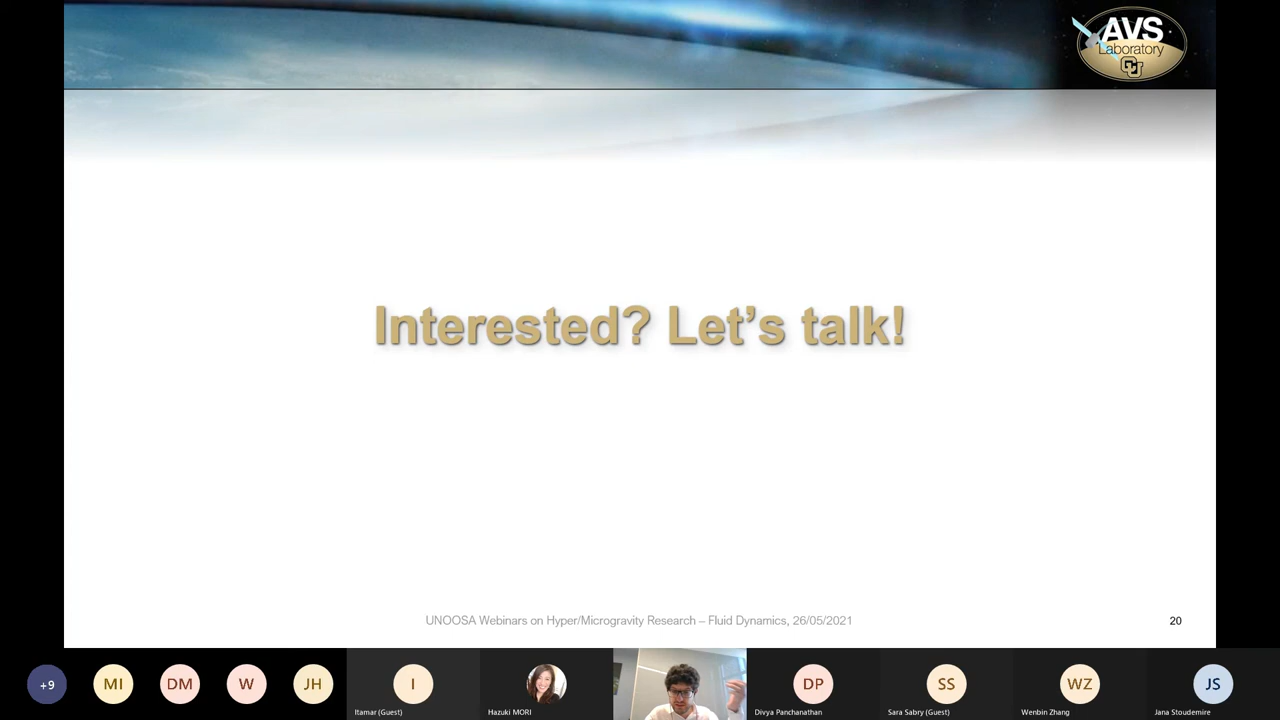 AVS
Laboratory
CU
Interested? Let’s talk!
UNOOSA Webinars on Hyper/Microgravity Research – Fluid Dynamics, 26/05/2021
20
+9
MI
DM
W
JH
I
DP
SS
WZ
JS
Itamar (Guest)
Hazuki MORI
Divya Panchanathan
Sara Sabry (Guest)
Wenbin Zhang
Jana Stoudemire